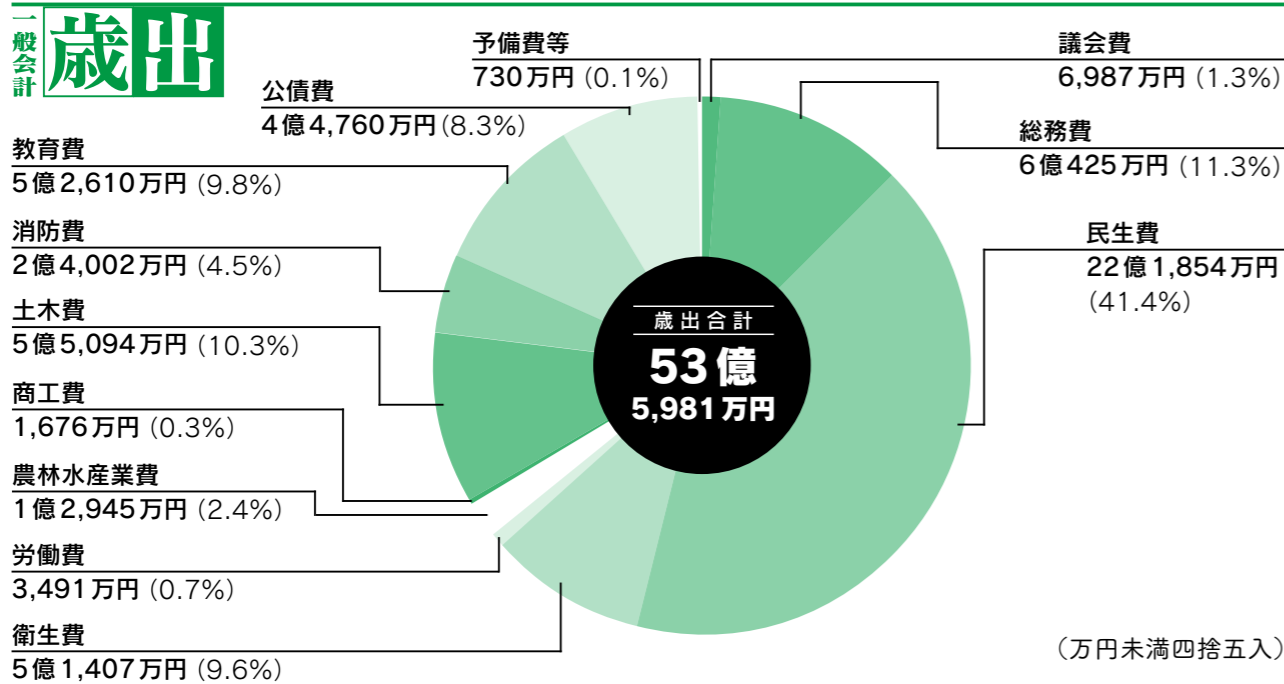 一般会計
歳出
予備費等
730万円 (0.1%)
議会費
6,987万円 (1.3%)
公債費
4億4,760万円(8.3%)
総務費
6億425万円 (11.3%)
教育費
5億2,610万円 (9.8%)
消防費
2億4,002万円 (4.5%)
民生費
22億1,854万円
(41.4%)
土木費
5億5,094万円 (10.3%)
歳出合計
53億
5,981万円
商工費
1,676万円 (0.3%)
農林水産業費
1億2,945万円 (2.4%)
労働費
3,491万円 (0.7%)
衛生費
5億1,407万円 (9.6%)
(万円未満四捨五入)